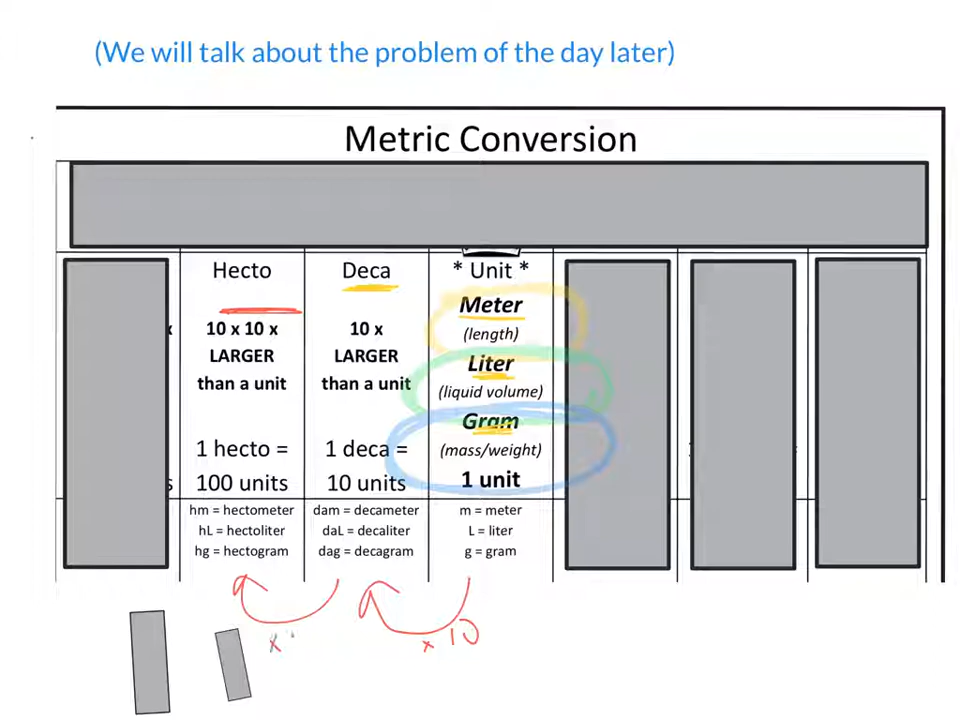 (We will talk about the problem of the day later)
Metric Conversion
Hecto
10 x 10 x
LARGER
than a unit
1 hecto =
100 units
hm = hectometer
hL = hectoliter
hg = hectogram
Deca
10 x
LARGER
than a unit
1 deca =
10 units
dam = decameter
daL = decaliter
dag = decagram
* Unit *
Meter
(length)
Liter
(liquid volume)
Gram
(mass/weight)
1 unit
m = meter
L = liter
g = gram
x
x 10